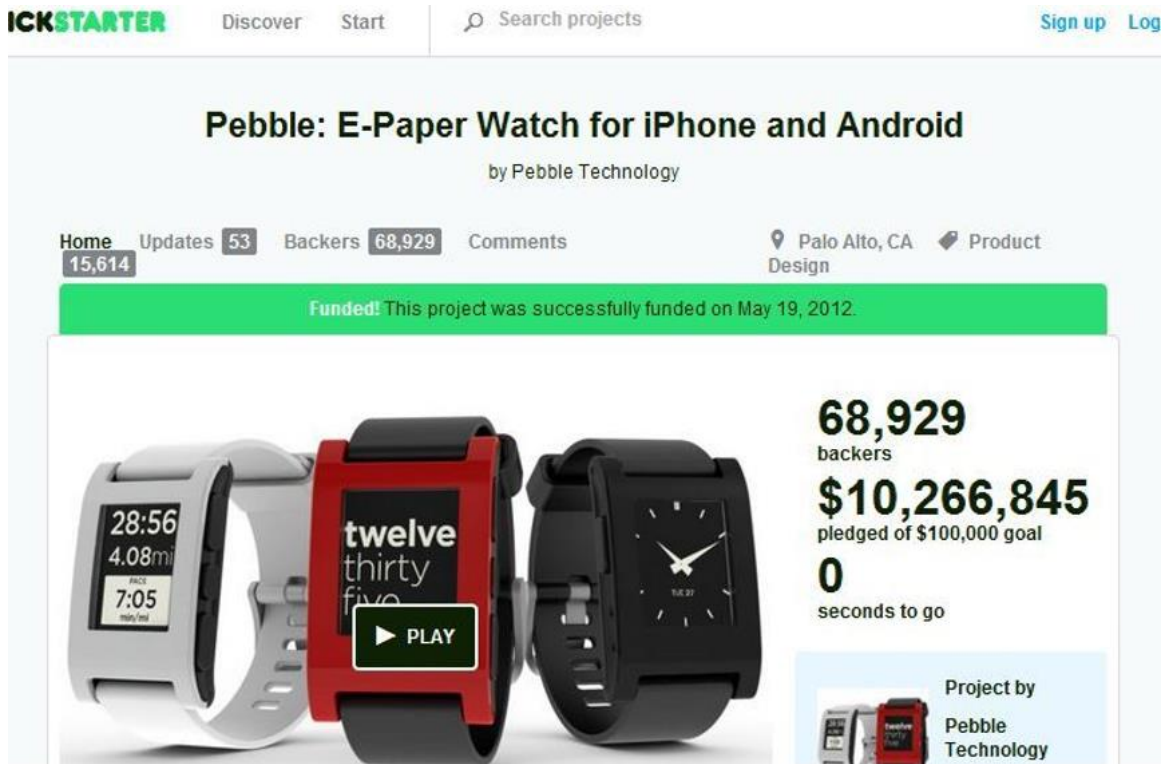 ICKSTARTER Discover Start Search projects Sign up Log
Pebble: E-Paper Watch for iPhone and Android
by Pebble Technology
Home Updates 53 Backers 68,929 Comments Palo Alto, CA Product
15,614 Design
Funded! This project was successfully funded on May 19, 2012.
68,929
backers
$10,266,845
pledged of $100,000 goal
0
seconds to go
28:56
4.08mi
PACE
7:05
min/mi
twelve
thirty
five
PLAY
TUE 27
Project by
Pebble
Technology